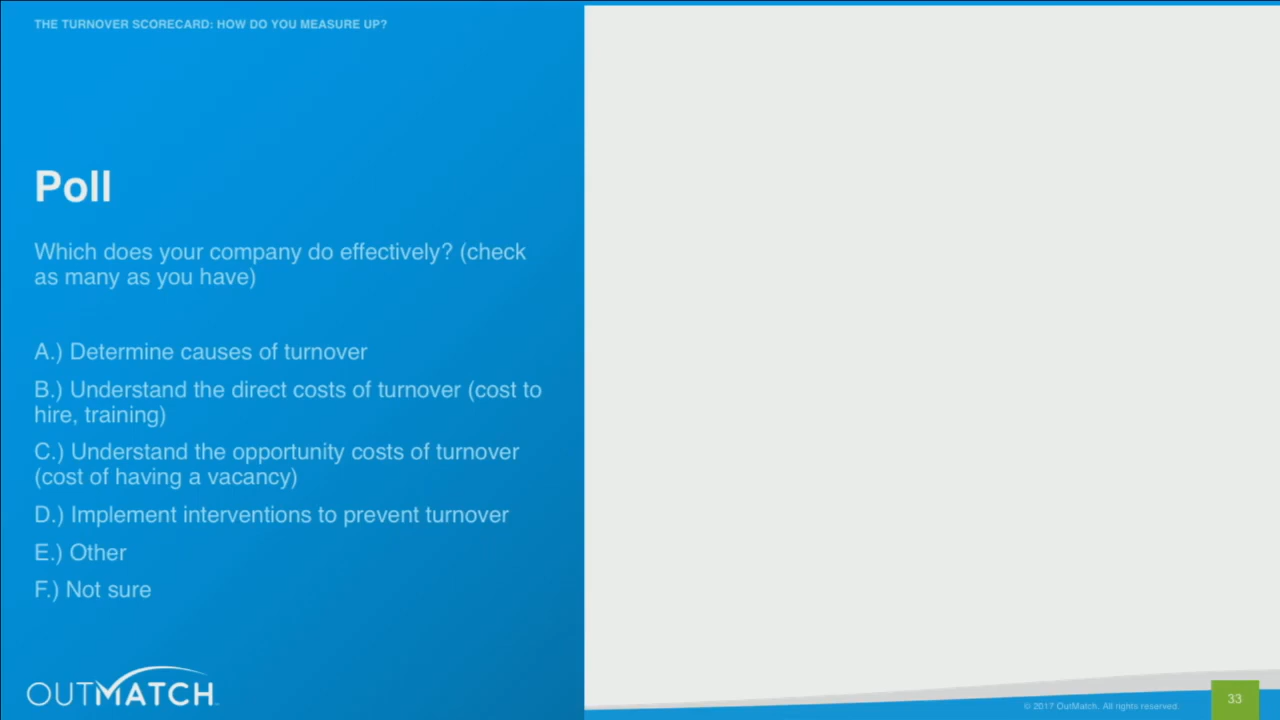 THE TURNOVER SCORECARD: HOW DO YOU MEASURE UP?
Poll
Which does your company do effectively? (check
as many as you have)
A.) Determine causes of turnover
B.) Understand the direct costs of turnover (cost to
hire, training)
C.) Understand the opportunity costs of turnover
(cost of having a vacancy)
D.) Implement interventions to prevent turnover
E.) Other
F.) Not sure
OUTMATCH
© 2017 OutMatch. All rights reserved.
33